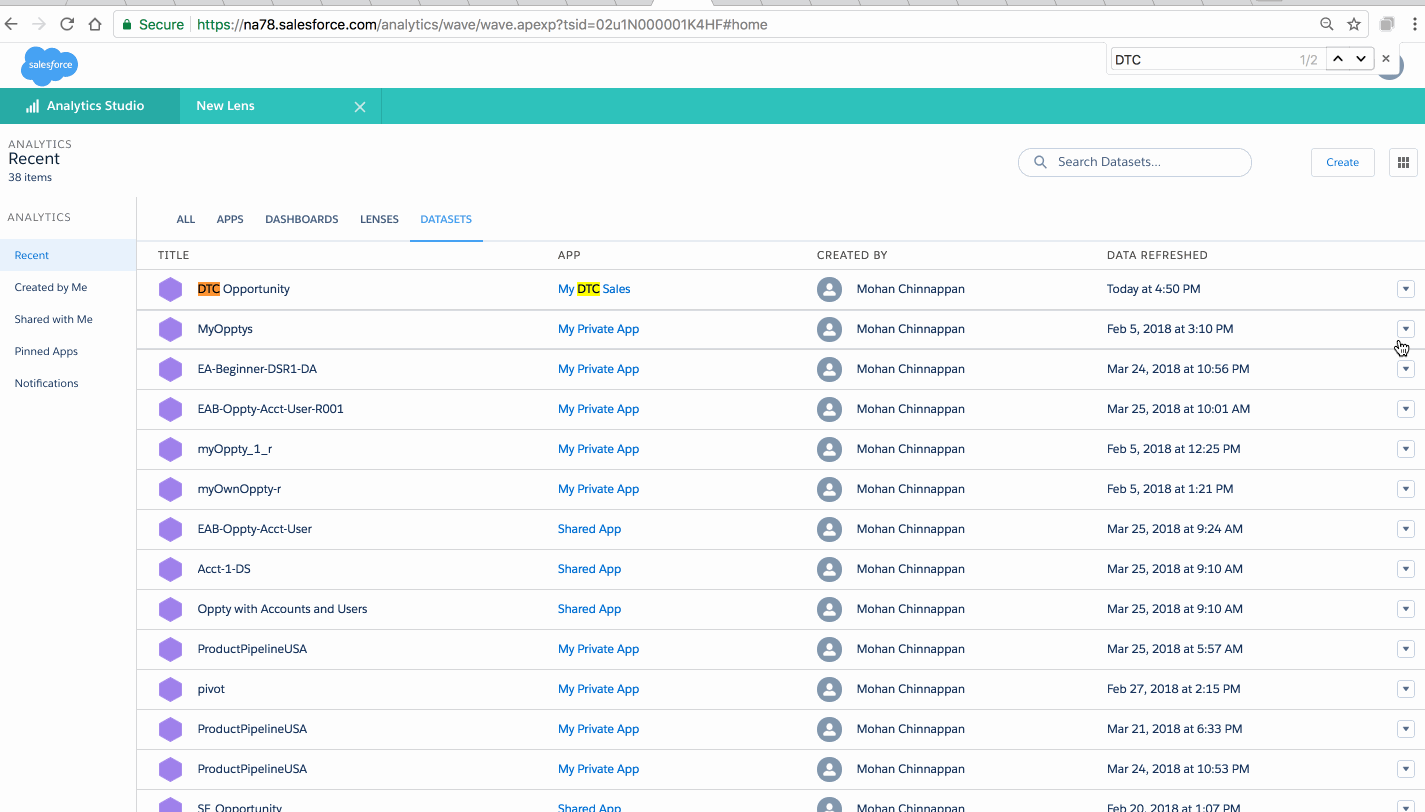 Secure https://na78.salesforce.com/analytics/wave/wave.apexp?tsid=02u1N000001K4HF#home
salesforce
DTC 1/2
Analytics Studio New Lens
ANALYTICS
Recent
38 items
Search Datasets...
Create
ANALYTICS
Recent
Created by Me
Shared with Me
Pinned Apps
Notifications
ALL APPS DASHBOARDS LENSES DATASETS
TITLE APP CREATED BY DATA REFRESHED
DTC Opportunity My DTC Sales Mohan Chinnappan Today at 4:50 PM
MyOpptys My Private App Mohan Chinnappan Feb 5, 2018 at 3:10 PM
EA-Beginner-DSR1-DA My Private App Mohan Chinnappan Mar 24, 2018 at 10:56 PM
EAB-Oppty-Acct-User-R001 My Private App Mohan Chinnappan Mar 25, 2018 at 10:01 AM
myOppty_1_r My Private App Mohan Chinnappan Feb 5, 2018 at 12:25 PM
myOwnOppty-r My Private App Mohan Chinnappan Feb 5, 2018 at 1:21 PM
EAB-Oppty-Acct-User Shared App Mohan Chinnappan Mar 25, 2018 at 9:24 AM
Acct-1-DS Shared App Mohan Chinnappan Mar 25, 2018 at 9:10 AM
Oppty with Accounts and Users Shared App Mohan Chinnappan Mar 25, 2018 at 9:10 AM
ProductPipelineUSA My Private App Mohan Chinnappan Mar 25, 2018 at 5:57 AM
pivot My Private App Mohan Chinnappan Feb 27, 2018 at 2:15 PM
ProductPipelineUSA My Private App Mohan Chinnappan Mar 21, 2018 at 6:33 PM
ProductPipelineUSA My Private App Mohan Chinnappan Mar 24, 2018 at 10:53 PM
SF Opportunity Shared App Mohan Chinnappan Feb 20, 2018 at 1:07 PM